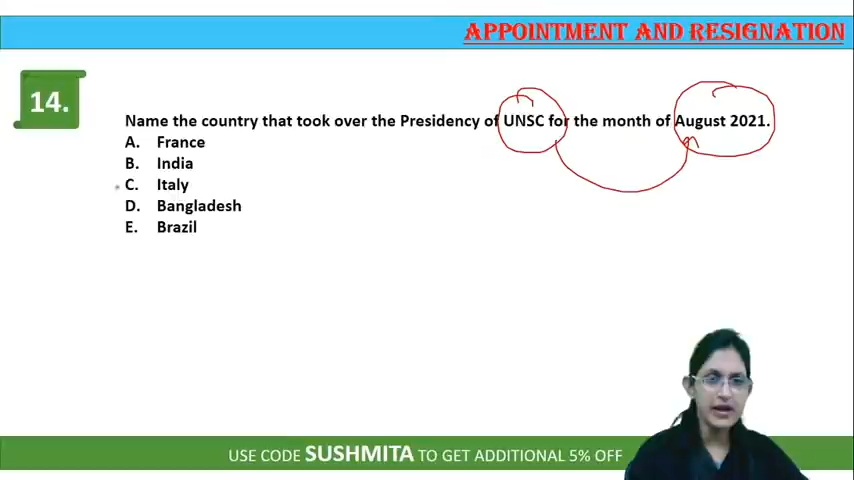 APPOINTMENT AND RESIGNATION
14.
Name the country that took over the Presidency of UNSC for the month of August 2021.
A. France
B. India
C. Italy
D. Bangladesh
E. Brazil
USE CODE SUSHMITA TO GET ADDITIONAL 5% OFF